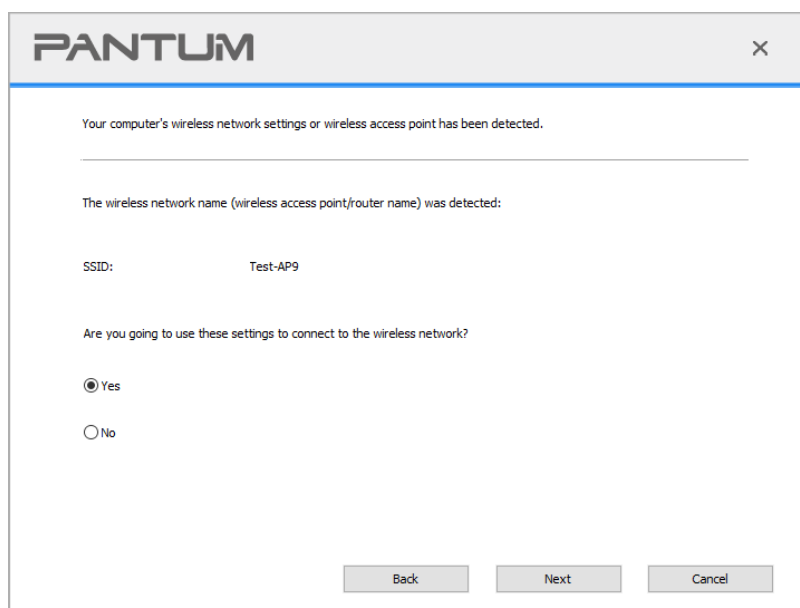 PANTUM
Your computer's wireless network settings or wireless access point has been detected.
The wireless network name (wireless access point/router name) was detected:
SSID: Test-AP9
Are you going to use these settings to connect to the wireless network?
Yes
No
Back Next Cancel